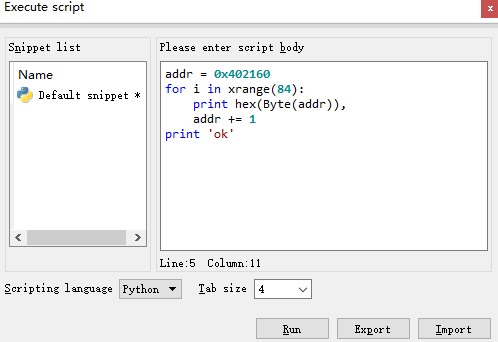 Execute script
x
Snippet list
Name
Default snippet *
Please enter script body
addr = 0x402160
for i in xrange(84):
    print hex(Byte(addr)),
    addr += 1
print 'ok'
Line:5 Column:11
Scripting language Python Tab size 4
Run Export Import